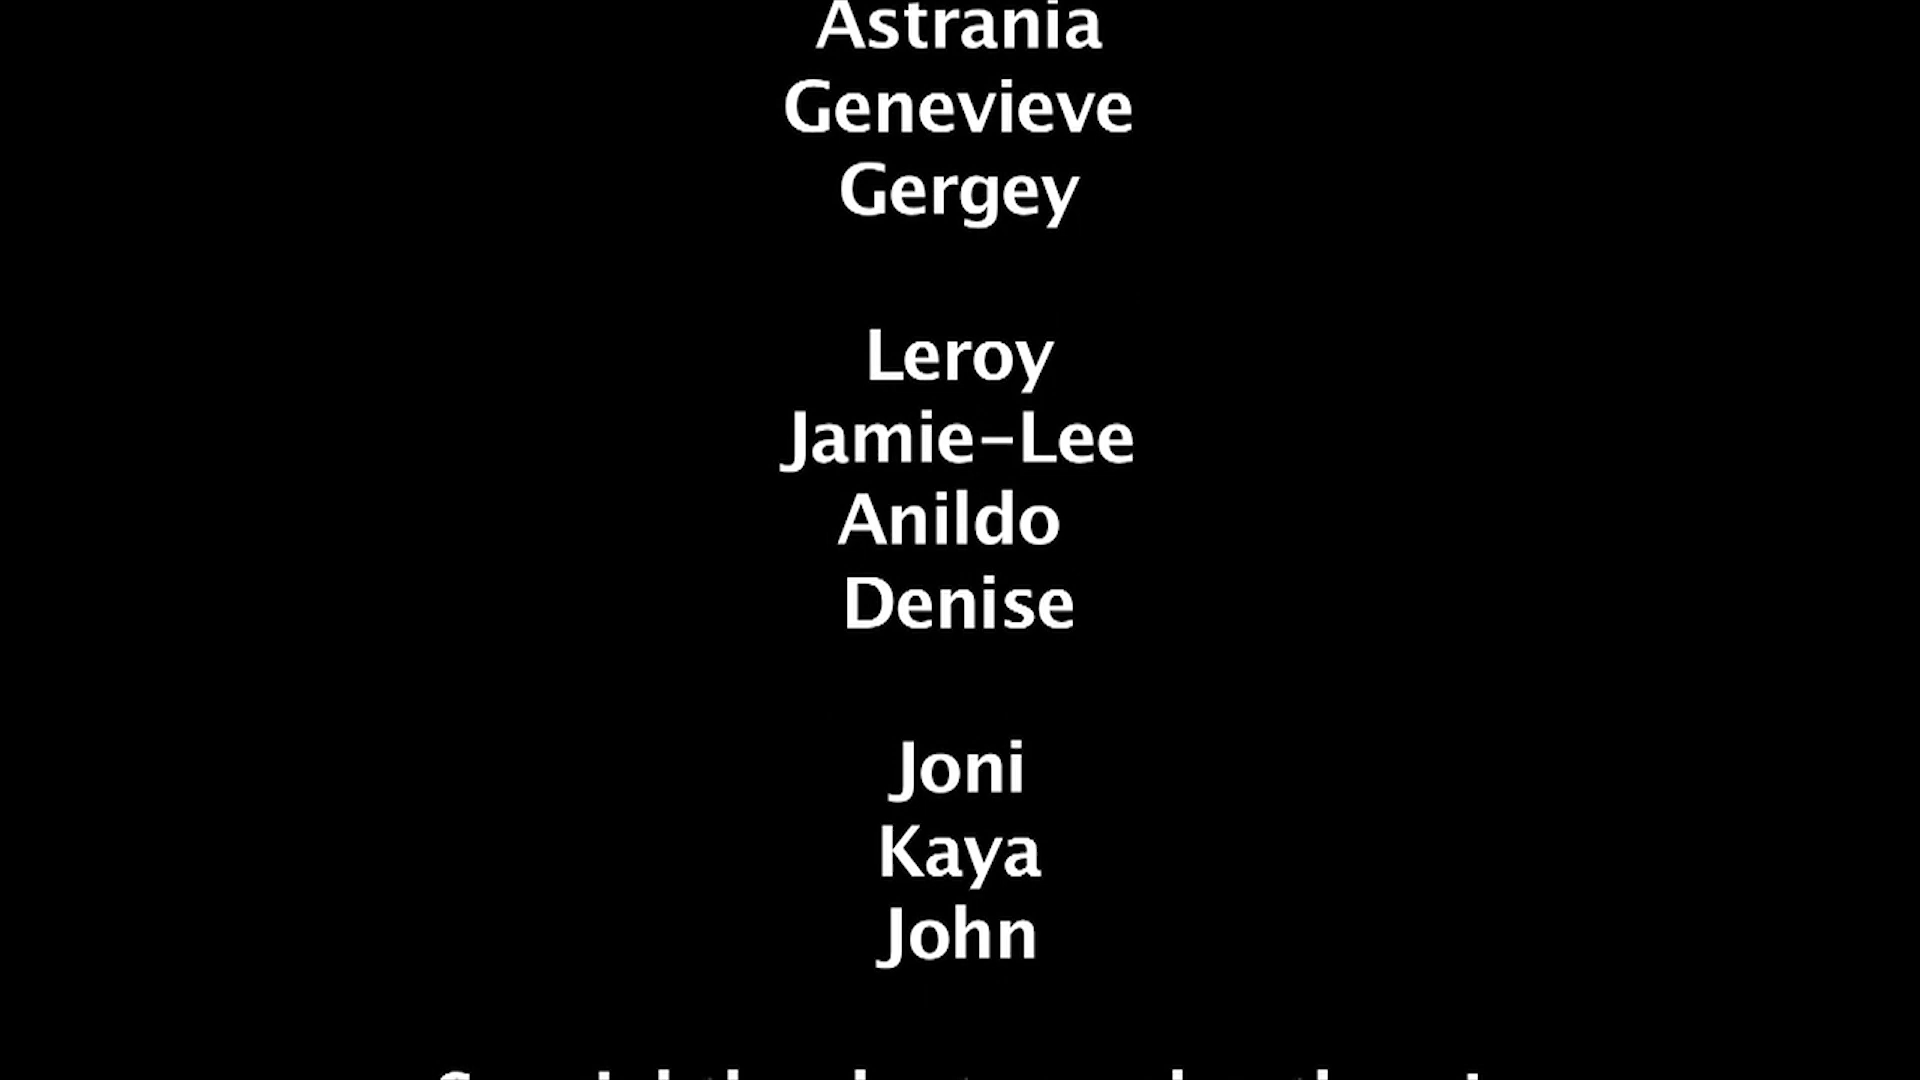 Astrania
Genevieve
Gergey
Leroy
Jamie-Lee
Anildo
Denise
Joni
Kaya
John